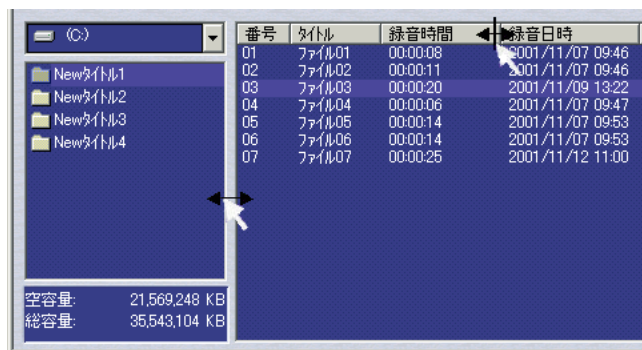 (C:)
Newﾀｲﾄﾙ1
Newﾀｲﾄﾙ2
Newﾀｲﾄﾙ3
Newﾀｲﾄﾙ4
空容量: 21,569,248 KB
総容量: 35,543,104 KB
番号 ﾀｲﾄﾙ 録音時間 録音日時
01 ﾌｧｲﾙ01 00:00:08 2001/11/07 09:46
02 ﾌｧｲﾙ02 00:00:11 2001/11/07 09:46
03 ﾌｧｲﾙ03 00:00:20 2001/11/09 13:22
04 ﾌｧｲﾙ04 00:00:06 2001/11/07 09:47
05 ﾌｧｲﾙ05 00:00:14 2001/11/07 09:53
06 ﾌｧｲﾙ06 00:00:14 2001/11/07 09:53
07 ﾌｧｲﾙ07 00:00:25 2001/11/12 11:00